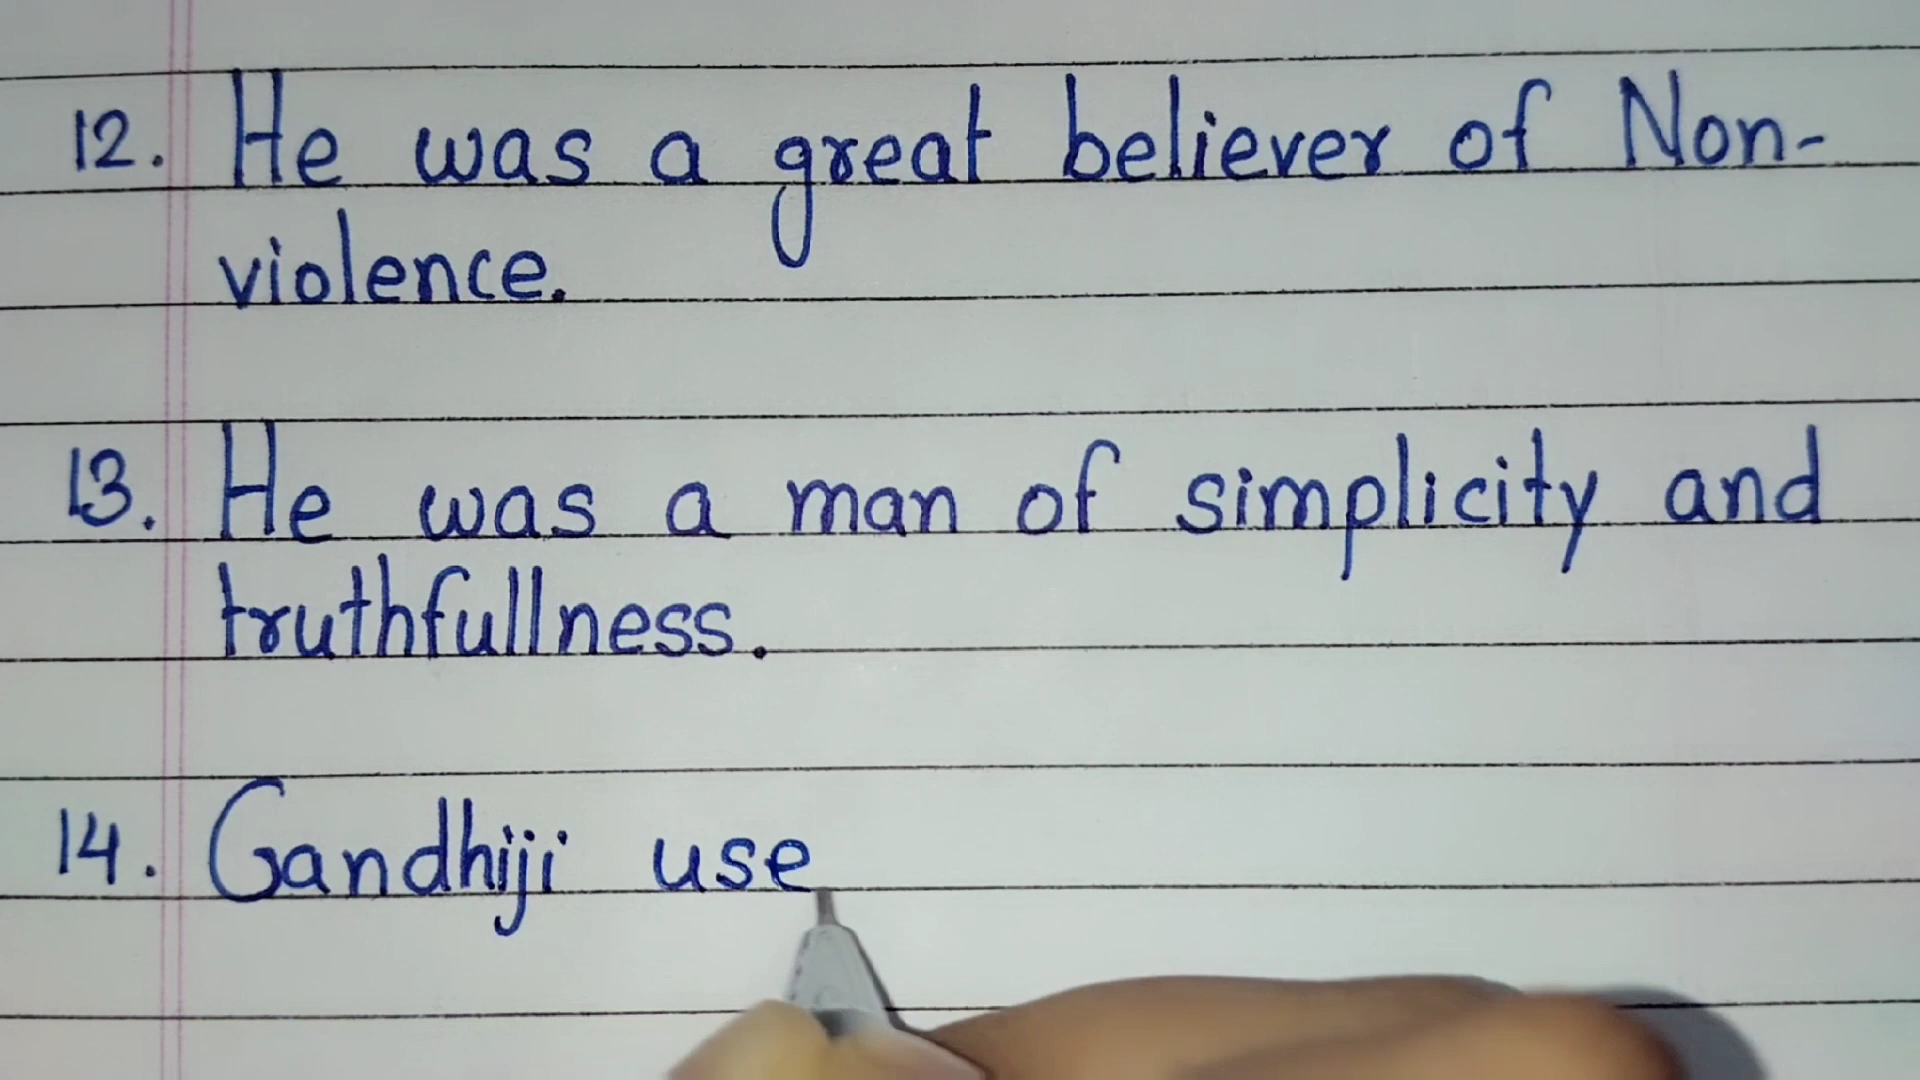 12. He was a great believer of Non-
violence.
13. He was a man of simplicity and
truthfullness.
14. Gandhiji use